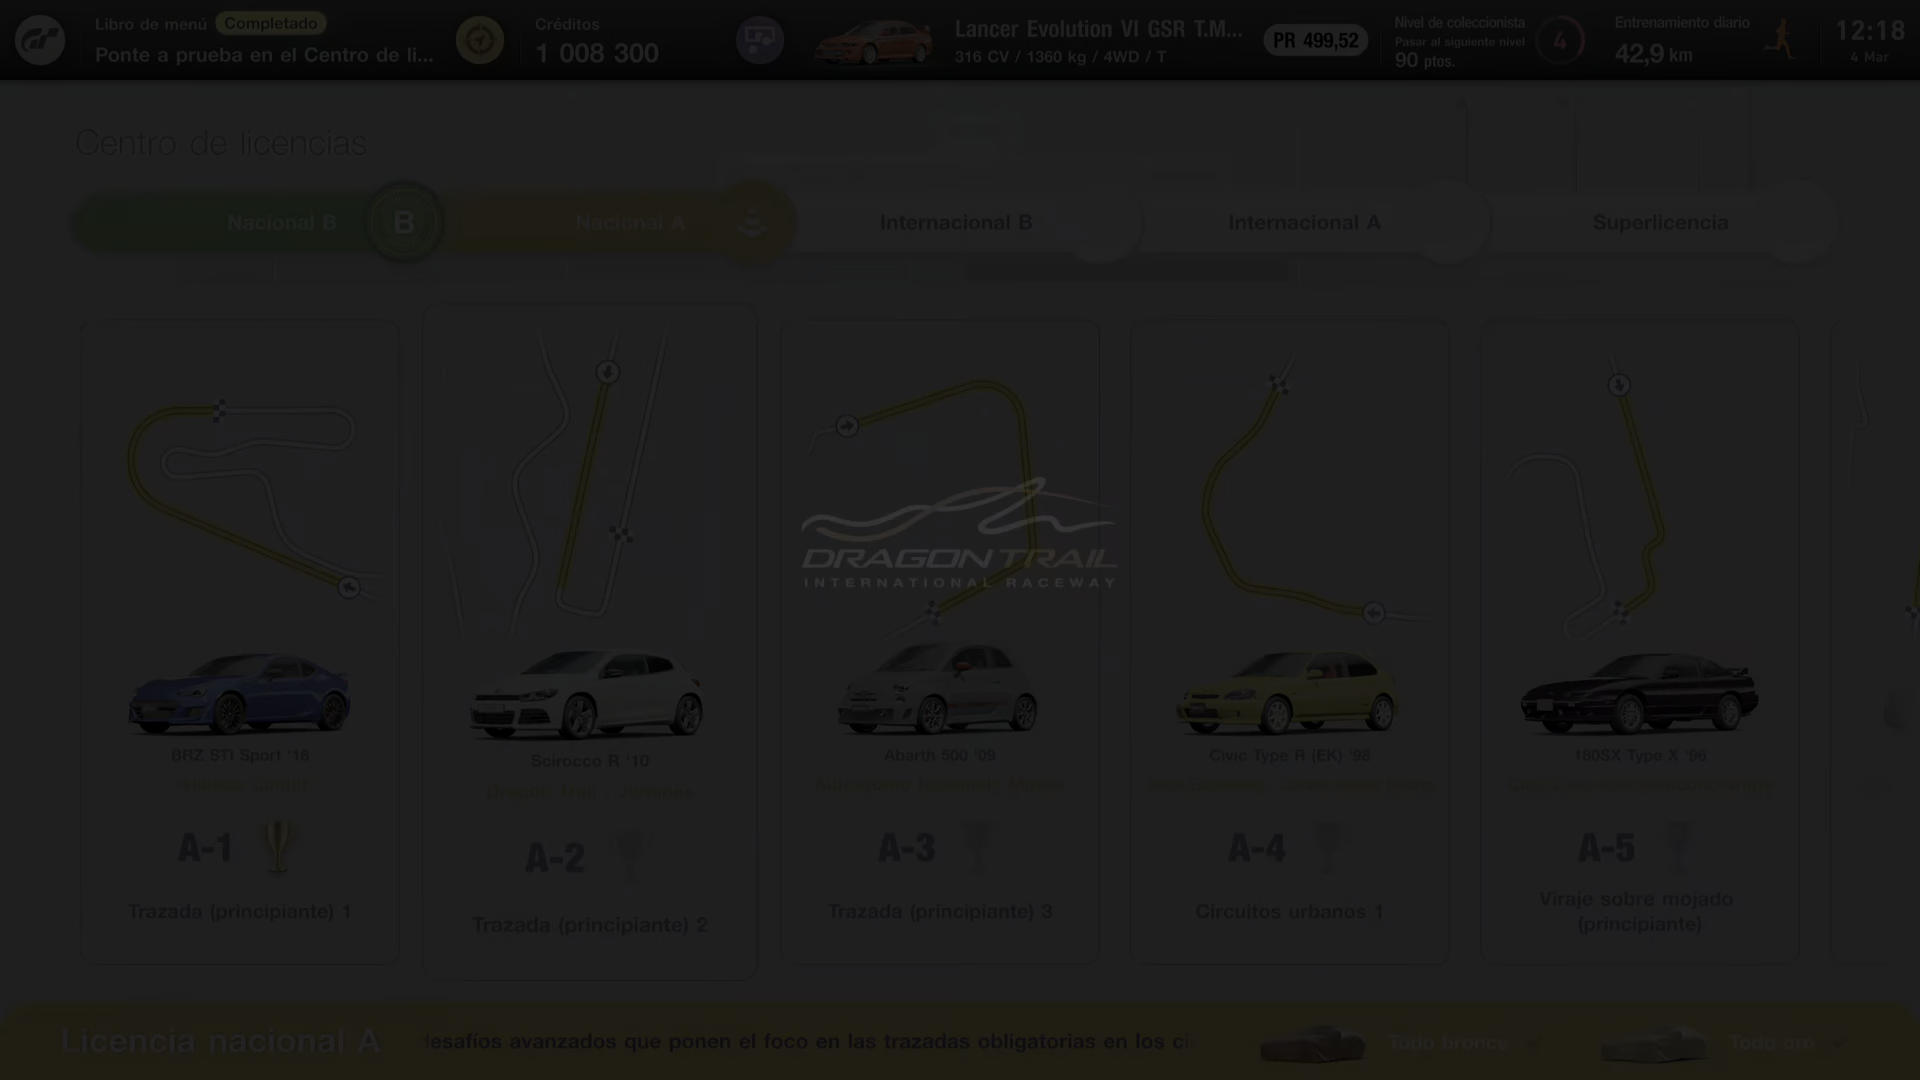 Libro de menú Completado
Ponte a prueba en el Centro de li...
Créditos
1 008 300
Lancer Evolution VI GSR T.M...
316 CV / 1360 kg / 4WD / T
PR 499,52
Nivel de coleccionista
Pasar al siguiente nivel
90 ptos.
4
Entrenamiento diario
42,9 km
12:18
4 Mar
Centro de licencias
Nacional B
B
Nacional A
Internacional B
Internacional A
Superlicencia
DRAGON TRAIL
INTERNATIONAL RACEWAY
BRZ STI Sport '18
A-1
Trazada (principiante) 1
Scirocco R '10
Dragon Trail - Jardines
A-2
Trazada (principiante) 2
Abarth 500 '09
A-3
Trazada (principiante) 3
Civic Type R (EK) '98
A-4
Circuitos urbanos 1
180SX Type X '96
A-5
Viraje sobre mojado
(principiante)
Licencia nacional A
desafíos avanzados que ponen el foco en las trazadas obligatorias en los ci
Todo bronce
Todo oro